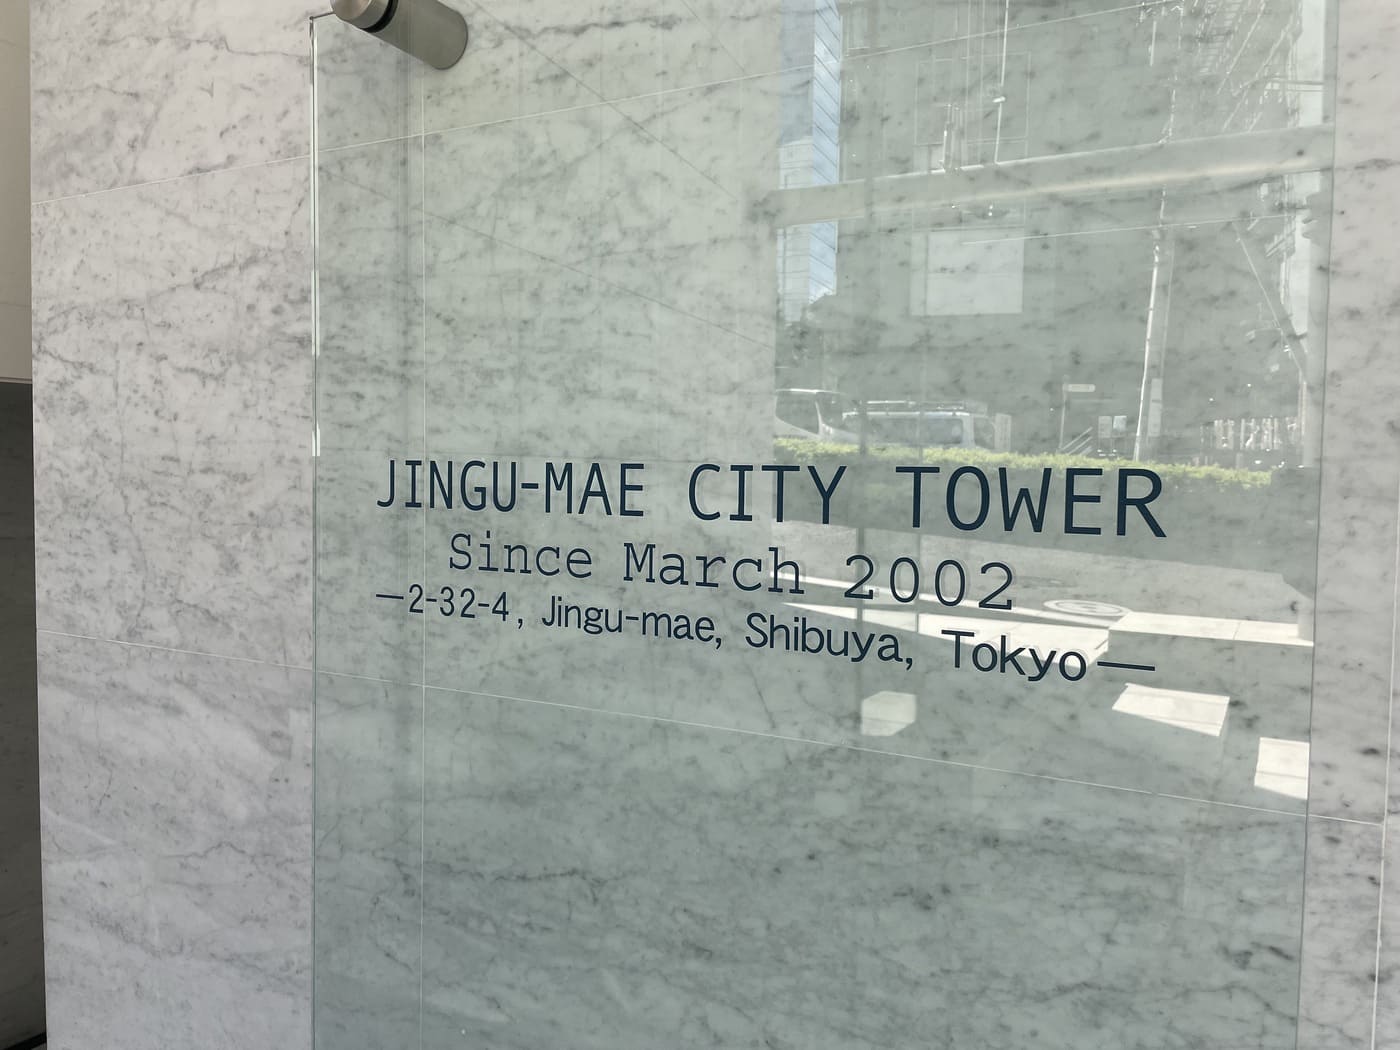 JINGU-MAE CITY TOWER
Since March 2002
—2-32-4, Jingu-mae, Shibuya, Tokyo—